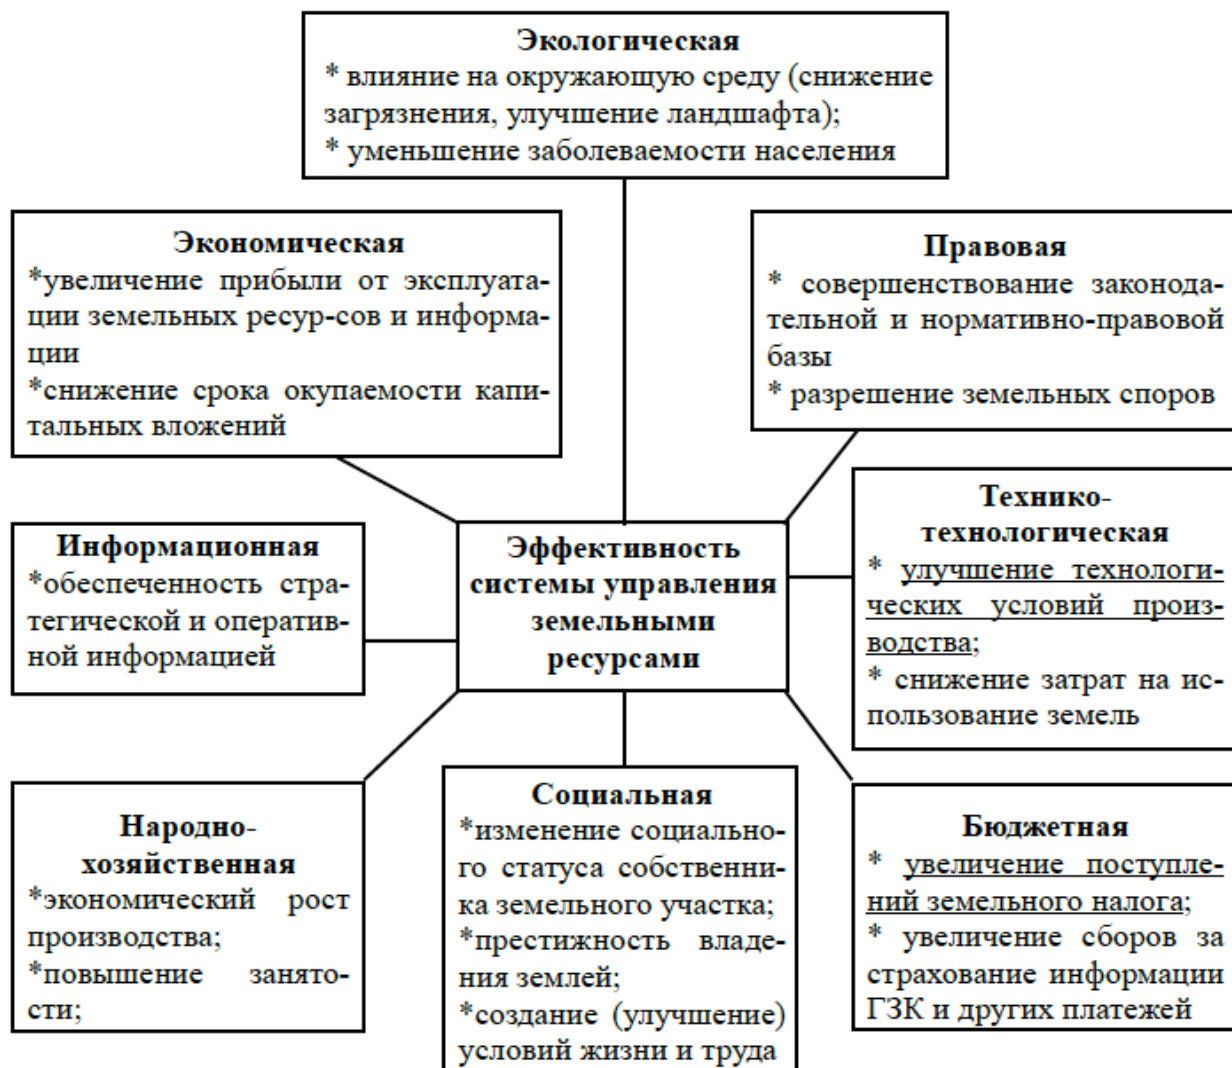 Экологическая
* влияние на окружающую среду (снижение
загрязнения, улучшение ландшафта);
* уменьшение заболеваемости населения
Экономическая
*увеличение прибыли от эксплуата-
ции земельных ресур-сов и информа-
ции
*снижение срока окупаемости капи-
тальных вложений
Правовая
* совершенствование законода-
тельной и нормативно-правовой
базы
* разрешение земельных споров
Информационная
*обеспеченность стра-
тегической и оператив-
ной информацией
Эффективность
системы управления
земельными
ресурсами
Технико-
технологическая
* улучшение технологи-
ческих условий произ-
водства;
* снижение затрат на ис-
пользование земель
Народно-
хозяйственная
*экономический рост
производства;
*повышение занято-
сти;
Социальная
*изменение социально-
го статуса собственни-
ка земельного участка;
*престижность владе-
ния землей;
*создание (улучшение)
условий жизни и труда
Бюджетная
* увеличение поступле-
ний земельного налога;
* увеличение сборов за
страхование информации
ГЗК и других платежей